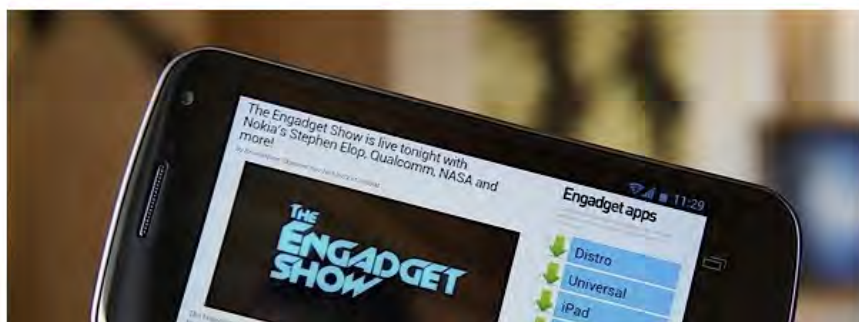 11:29
The Engadget Show is live tonight with
Nokia's Stephen Elop, Qualcomm, NASA and
more!
THE
ENGADGET
SHOW
Engadget apps
Distro
Universal
iPad